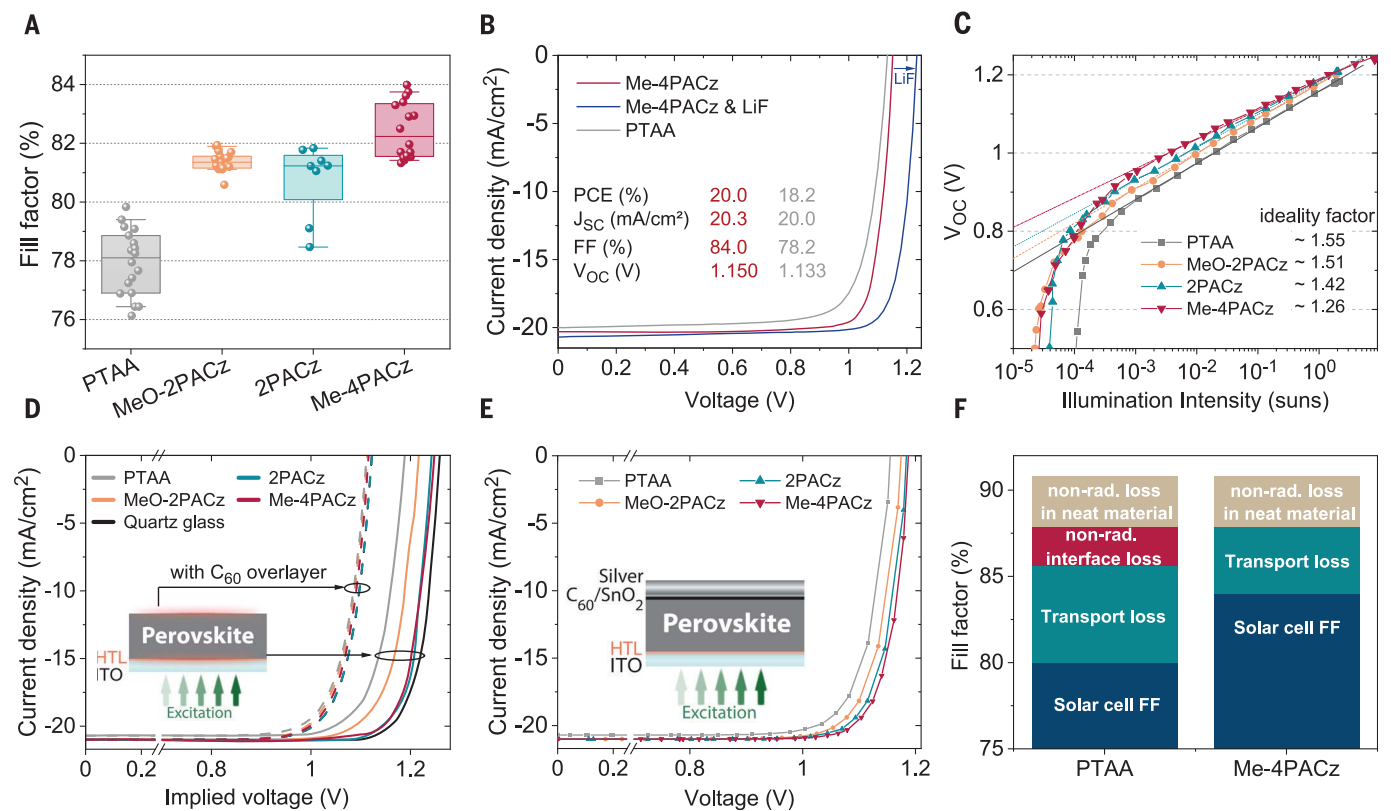 A
Fill factor (%)
84
82
80
78
76
PTAA
MeO-2PACz
2PACz
Me-4PACz
B
Current density (mA/cm2)
0
-5
-10
-15
-20
LiF
Me-4PACz
Me-4PACz & LiF
PTAA
PCE (%) 20.0 18.2
JSC (mA/cm²) 20.3 20.0
FF (%) 84.0 78.2
VOC (V) 1.150 1.133
0.0 0.2 0.4 0.6 0.8 1 1.2
Voltage (V)
C
VOC (V)
1.2
1.0
0.8
0.6
ideality factor
PTAA ~ 1.55
MeO-2PACz ~ 1.51
2PACz ~ 1.42
Me-4PACz ~ 1.26
10-5 10-4 10-3 10-2 10-1 100
Illumination Intensity (suns)
D
Current density (mA/cm2)
0
-5
-10
-15
-20
PTAA 2PACz
MeO-2PACz Me-4PACz
Quartz glass
with C60 overlayer
Perovskite
HTL
ITO
Excitation
0 0.2 0.8 1 1.2
Implied voltage (V)
E
Current density (mA/cm2)
0
-5
-10
-15
-20
PTAA 2PACz
MeO-2PACz Me-4PACz
Silver
C60/SnO2
Perovskite
HTL
ITO
Excitation
0 0.2 0.8 1 1.2
Voltage (V)
F
Fill factor (%)
90
85
80
75
non-rad. loss
in neat material
non-rad.
interface loss
Transport loss
Solar cell FF
non-rad. loss
in neat material
Transport loss
Solar cell FF
PTAA Me-4PACz